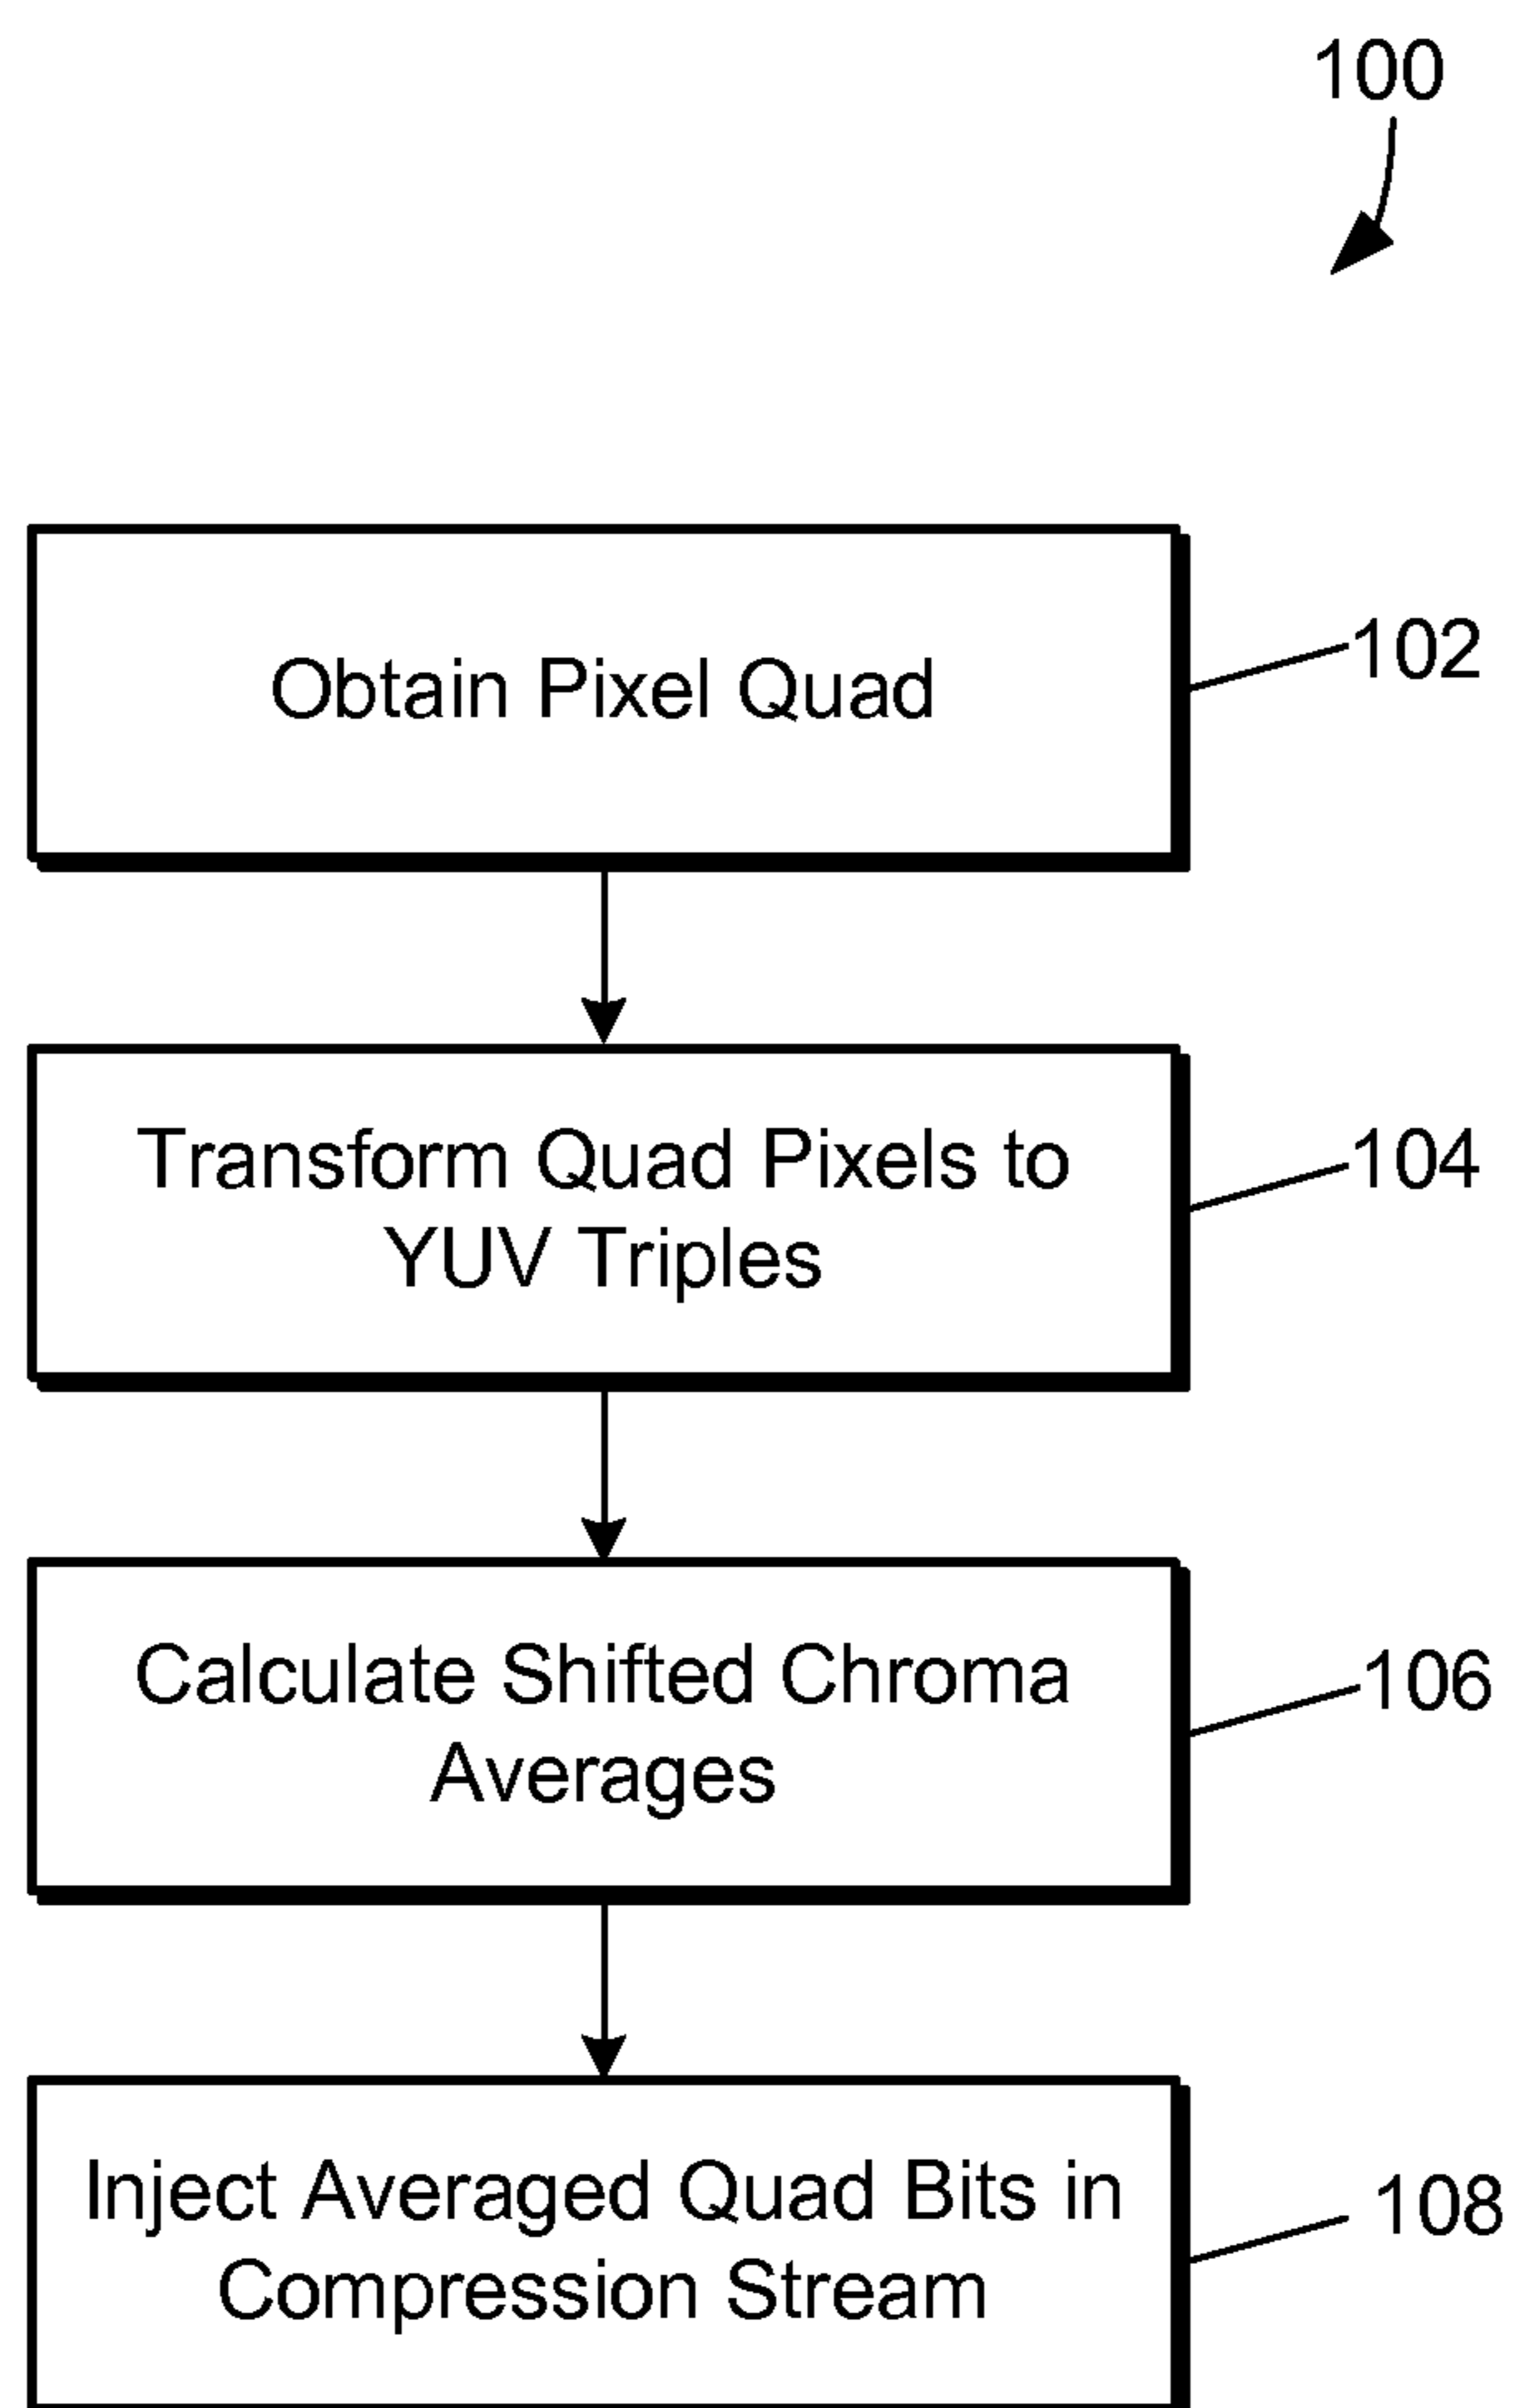 100
Obtain Pixel Quad
102
Transform Quad Pixels to
YUV Triples
104
Calculate Shifted Chroma
Averages
106
Inject Averaged Quad Bits in
Compression Stream
108